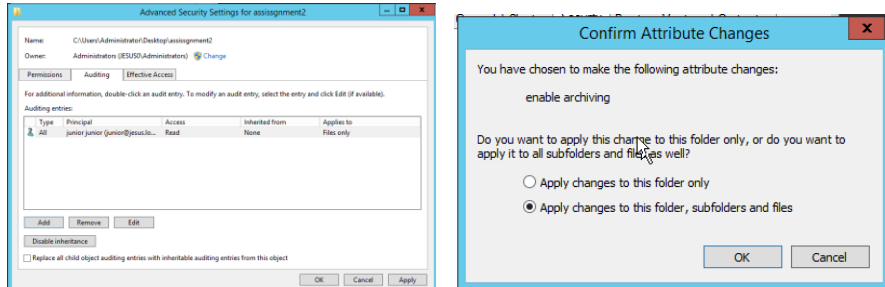 Advanced Security Settings for assissgnment2
Name: C:\Users\Administrator\Desktop\assissgnment2
Owner: Administrators (JESUS0\Administrators) Change
Permissions Auditing Effective Access
For additional information, double-click an audit entry. To modify an audit entry, select the entry and click Edit (if available).
Auditing entries:
Type Principal Access Inherited from Applies to
All junior junior (junior@jesus.lo... Read None Files only
Add Remove Edit
Disable inheritance
Replace all child object auditing entries with inheritable auditing entries from this object
OK Cancel Apply
Confirm Attribute Changes
You have chosen to make the following attribute changes:
enable archiving
Do you want to apply this change to this folder only, or do you want to
apply it to all subfolders and files as well?
Apply changes to this folder only
Apply changes to this folder, subfolders and files
OK Cancel